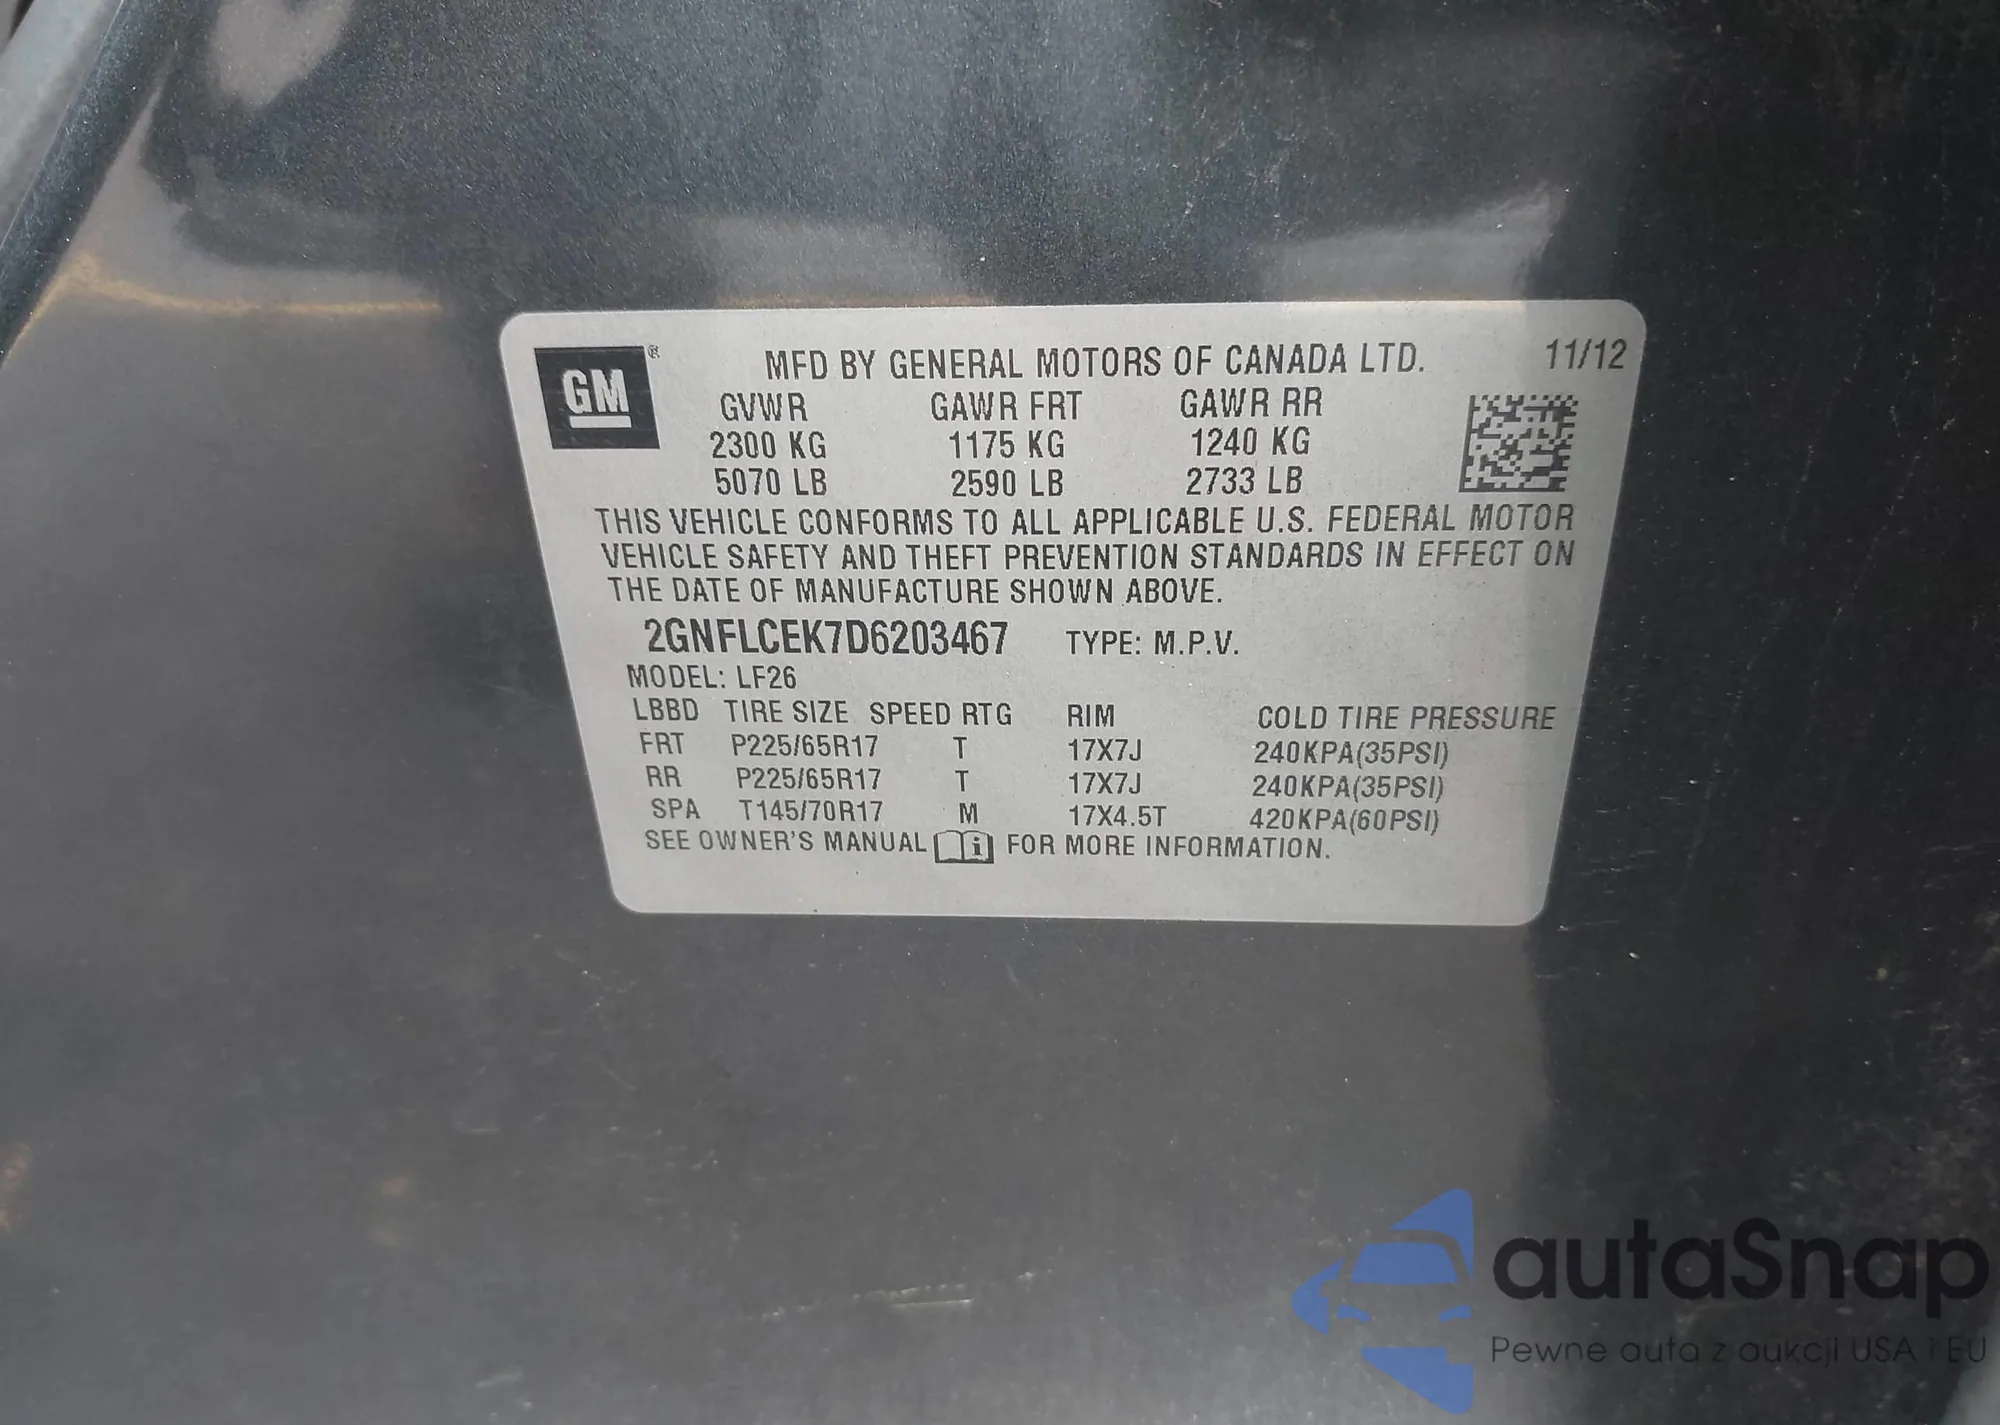 GM®
MFD BY GENERAL MOTORS OF CANADA LTD. 11/12
GVWR GAWR FRT GAWR RR
2300 KG 1175 KG 1240 KG
5070 LB 2590 LB 2733 LB
THIS VEHICLE CONFORMS TO ALL APPLICABLE U.S. FEDERAL MOTOR
VEHICLE SAFETY AND THEFT PREVENTION STANDARDS IN EFFECT ON
THE DATE OF MANUFACTURE SHOWN ABOVE.
2GNFLCEK7D6203467 TYPE: M.P.V.
MODEL: LF26
LBBD TIRE SIZE SPEED RTG RIM COLD TIRE PRESSURE
FRT P225/65R17 T 17X7J 240KPA(35PSI)
RR P225/65R17 T 17X7J 240KPA(35PSI)
SPA T145/70R17 M 17X4.5T 420KPA(60PSI)
SEE OWNER'S MANUAL i FOR MORE INFORMATION.
autoSnap
Pewne auta z aukcji USA i EU